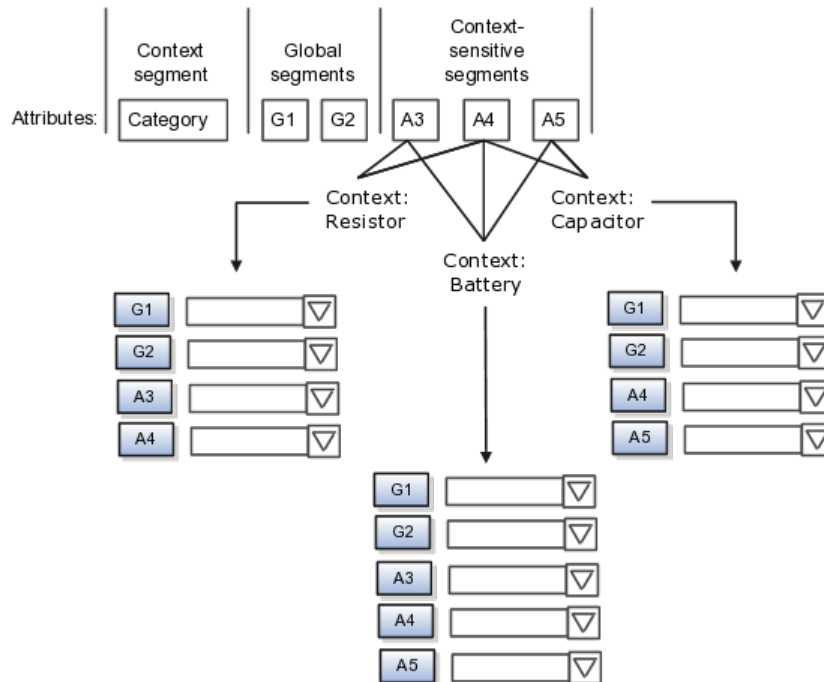 Context
segment
Global
segments
Context-
sensitive
segments
Attributes:
Category
G1
G2
A3
A4
A5
Context:
Resistor
Context:
Battery
Context:
Capacitor
G1
G2
A3
A4
G1
G2
A3
A4
A5
G1
G2
A4
A5